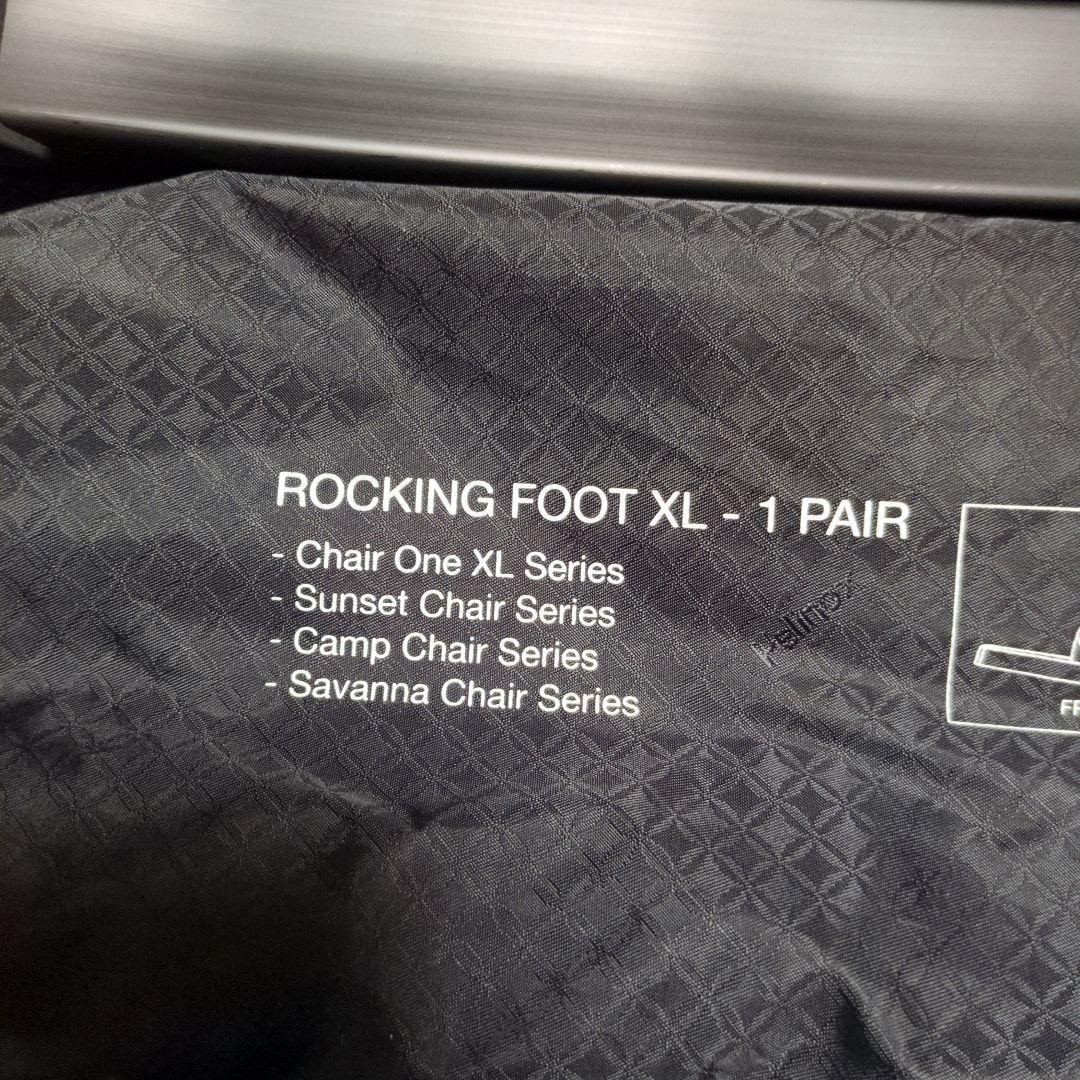 ROCKING FOOT XL - 1 PAIR
- Chair One XL Series
- Sunset Chair Series
- Camp Chair Series
- Savanna Chair Series